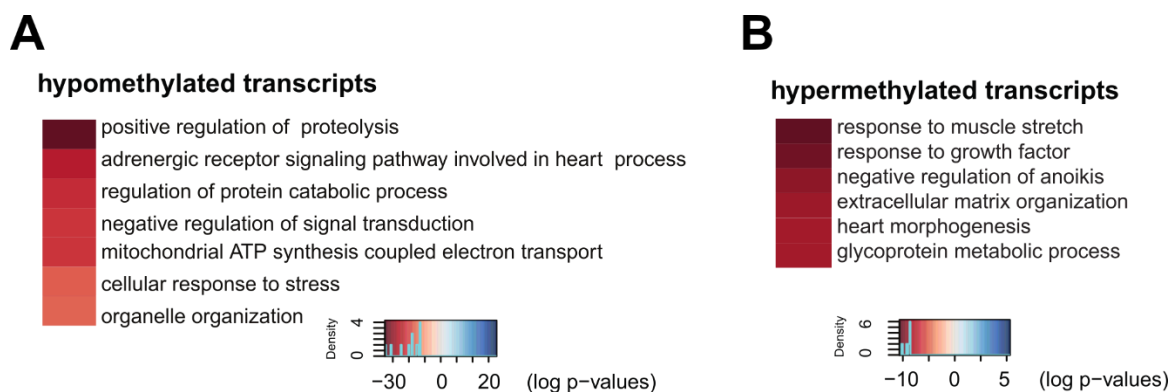 A
hypomethylated transcripts
positive regulation of proteolysis
adrenergic receptor signaling pathway involved in heart process
regulation of protein catabolic process
negative regulation of signal transduction
mitochondrial ATP synthesis coupled electron transport
cellular response to stress
organelle organization
Density
4
0
−30 0 20 (log p-values)
B
hypermethylated transcripts
response to muscle stretch
response to growth factor
negative regulation of anoikis
extracellular matrix organization
heart morphogenesis
glycoprotein metabolic process
Density
6
0
−10 0 5 (log p-values)